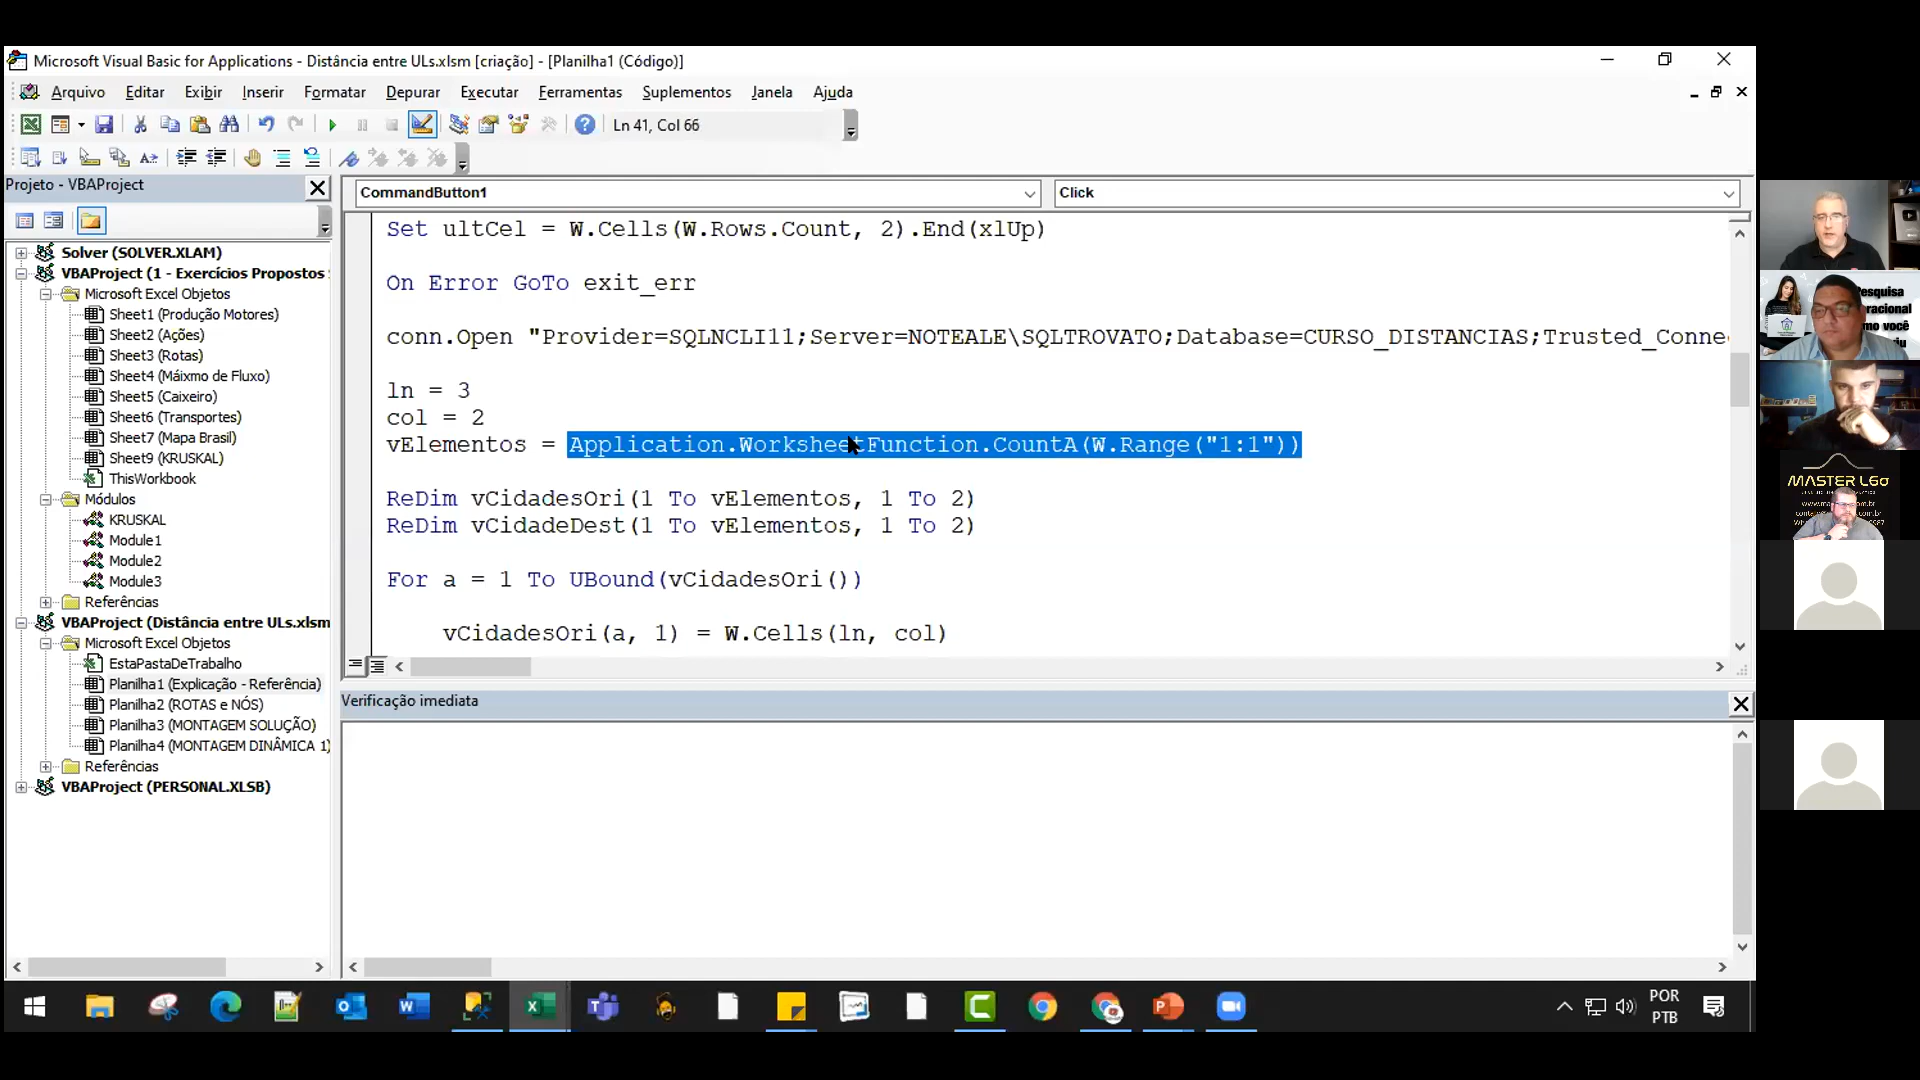 Microsoft Visual Basic for Applications - Distância entre ULs.xlsm [criação] - [Planilha1 (Código)]
Arquivo Editar Exibir Inserir Formatar Depurar Executar Ferramentas Suplementos Janela Ajuda
Ln 41, Col 66
Projeto - VBAProject
Solver (SOLVER.XLAM)
VBAProject (1 - Exercícios Propostos
Microsoft Excel Objetos
Sheet1 (Produção Motores)
Sheet2 (Ações)
Sheet3 (Rotas)
Sheet4 (Máixmo de Fluxo)
Sheet5 (Caixeiro)
Sheet6 (Transportes)
Sheet7 (Mapa Brasil)
Sheet9 (KRUSKAL)
ThisWorkbook
Módulos
KRUSKAL
Module1
Module2
Module3
Referências
VBAProject (Distância entre ULs.xlsm
Microsoft Excel Objetos
EstaPastaDeTrabalho
Planilha1 (Explicação - Referência)
Planilha2 (ROTAS e NÓS)
Planilha3 (MONTAGEM SOLUÇÃO)
Planilha4 (MONTAGEM DINÂMICA 1)
Referências
VBAProject (PERSONAL.XLSB)
CommandButton1
Click
Set ultCel = W.Cells(W.Rows.Count, 2).End(xlUp)
On Error GoTo exit_err
conn.Open "Provider=SQLNCLI11;Server=NOTEALE\SQLTROVATO;Database=CURSO_DISTANCIAS;Trusted_Conne
ln = 3
col = 2
vElementos = Application.WorksheetFunction.CountA(W.Range("1:1"))
ReDim vCidadesOri(1 To vElementos, 1 To 2)
ReDim vCidadeDest(1 To vElementos, 1 To 2)
For a = 1 To UBound(vCidadesOri())
vCidadesOri(a, 1) = W.Cells(ln, col)
Verificação imediata
Pesquisa
racional
mo você
MASTER L6σ
POR
PTB